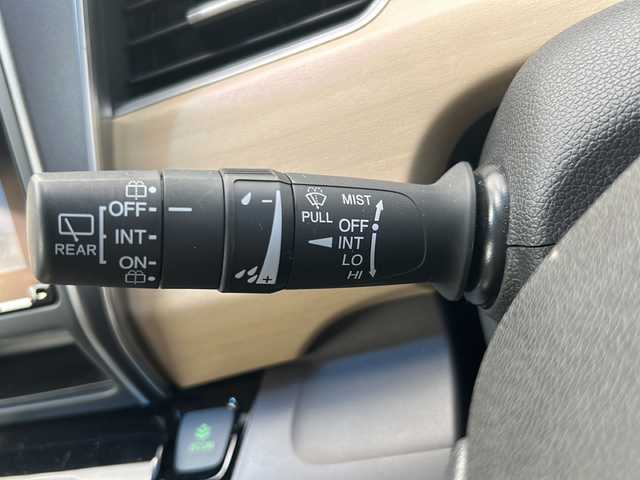 REAR
OFF
INT
ON
- 
+
PULL
MIST
OFF
INT
LO
HI